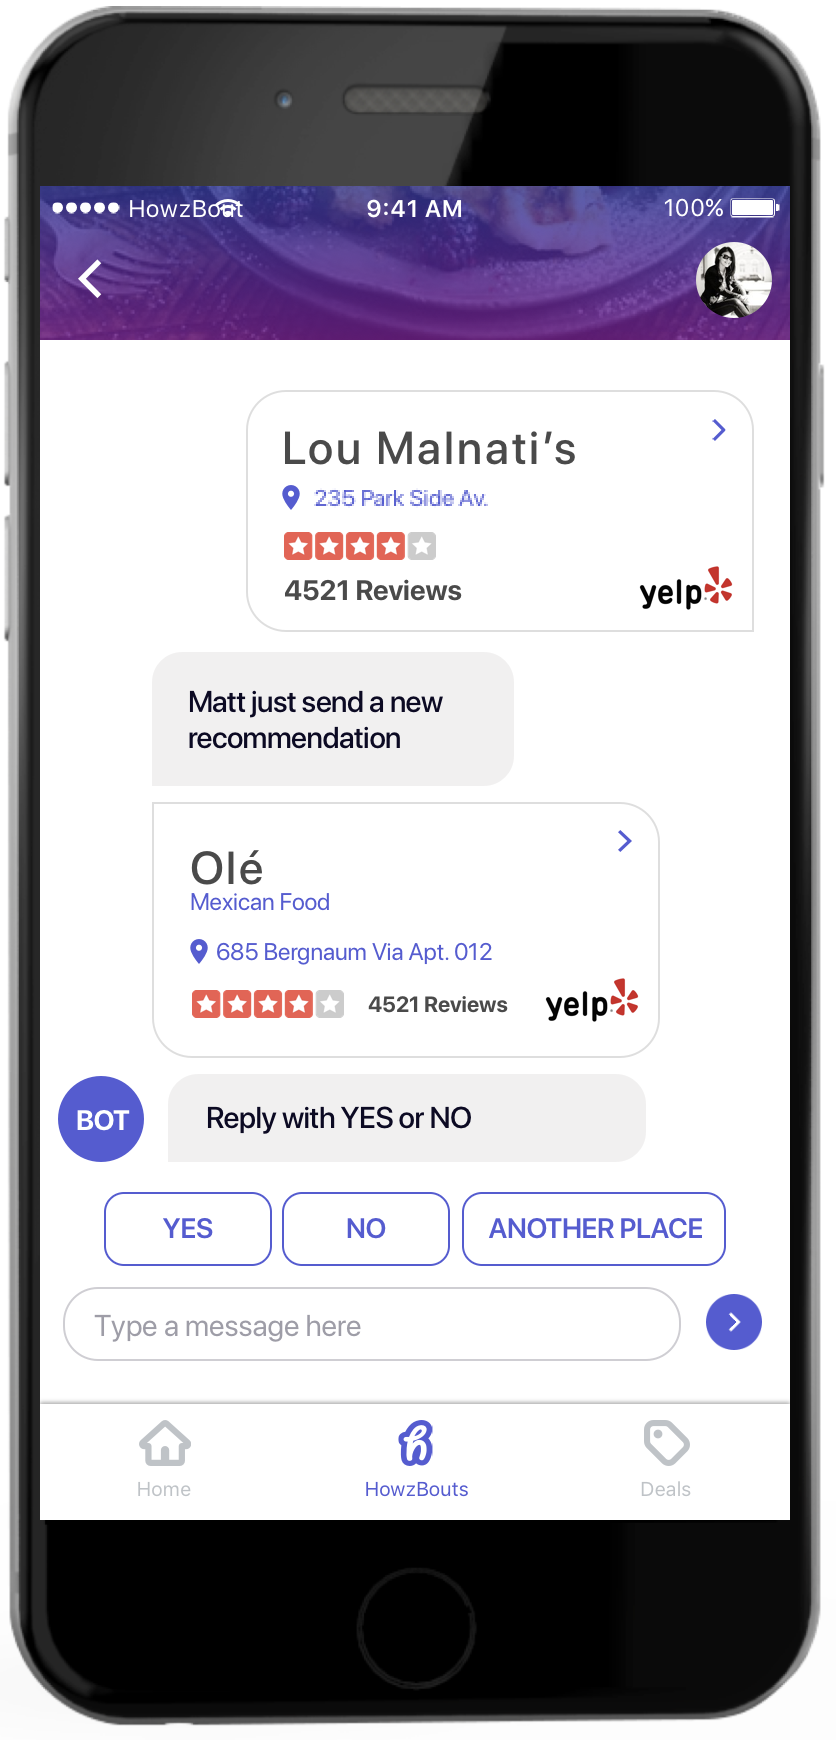 HowzBout 9:41 AM 100%
Lou Malnati’s
235 Park Side Av.
4521 Reviews
yelp
Matt just send a new
recommendation
Olé
Mexican Food
685 Bergnaum Via Apt. 012
4521 Reviews yelp
BOT Reply with YES or NO
YES NO ANOTHER PLACE
Type a message here
Home HowzBouts Deals